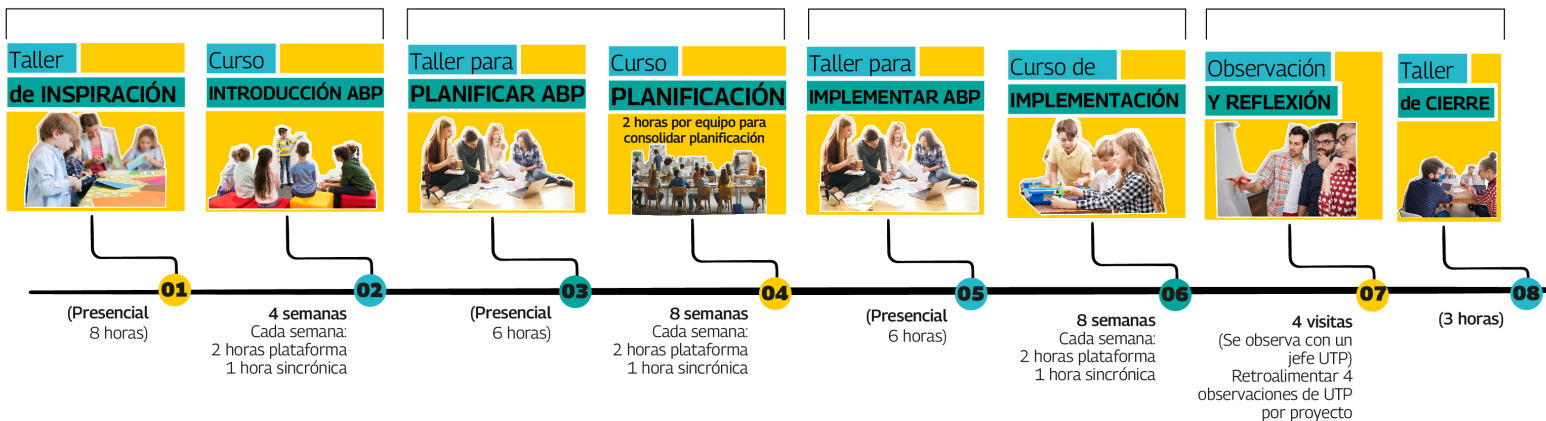 Taller
de INSPIRACIÓN
01
(Presencial
8 horas)
Curso
INTRODUCCIÓN ABP
02
4 semanas
Cada semana:
2 horas plataforma
1 hora sincrónica
Taller para
PLANIFICAR ABP
03
(Presencial
6 horas)
Curso
PLANIFICACIÓN
2 horas por equipo para
consolidar planificación
04
8 semanas
Cada semana:
2 horas plataforma
1 hora sincrónica
Taller para
IMPLEMENTAR ABP
05
(Presencial
6 horas)
Curso de
IMPLEMENTACIÓN
06
8 semanas
Cada semana:
2 horas plataforma
1 hora sincrónica
Observación
Y REFLEXIÓN
07
4 visitas
(Se observa con un
jefe UTP)
Retroalimentar 4
observaciones de UTP
por proyecto
Taller
de CIERRE
08
(3 horas)